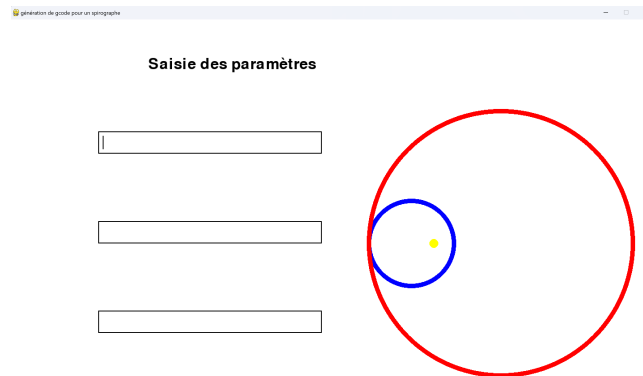 génération de gcode pour un spirographe
Saisie des paramètres